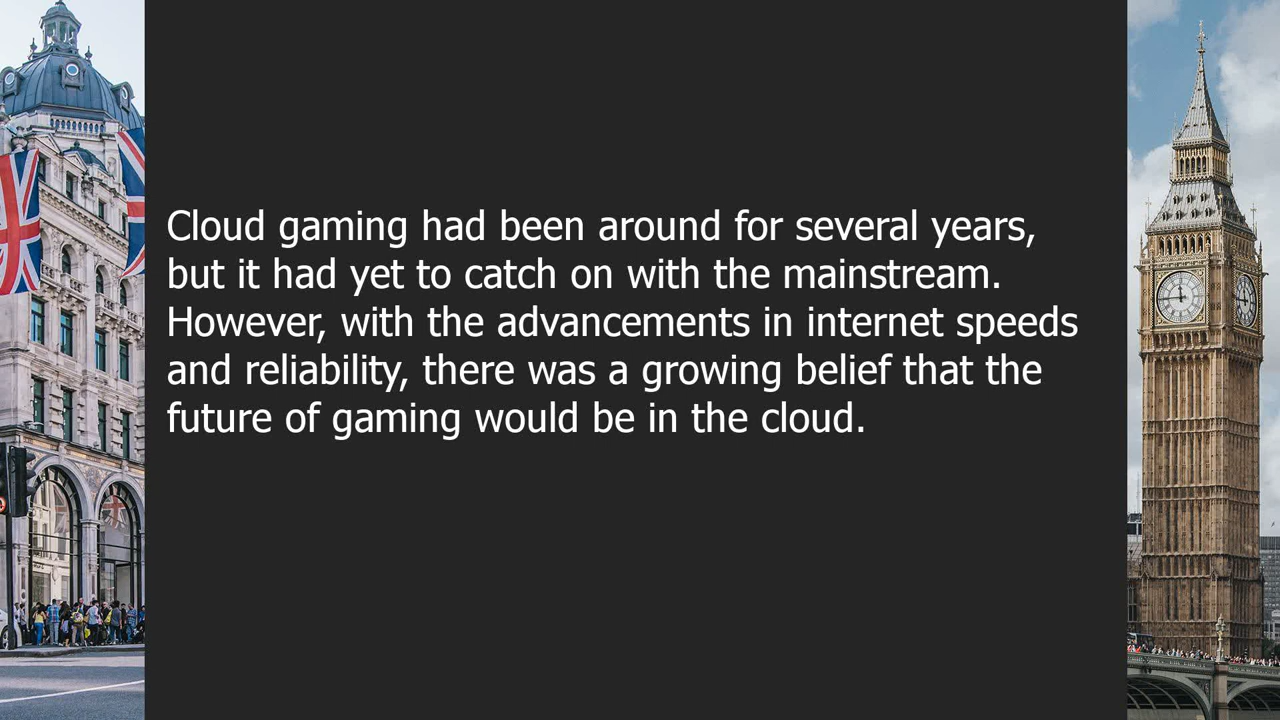 Cloud gaming had been around for several years,
but it had yet to catch on with the mainstream.
However, with the advancements in internet speeds
and reliability, there was a growing belief that the
future of gaming would be in the cloud.